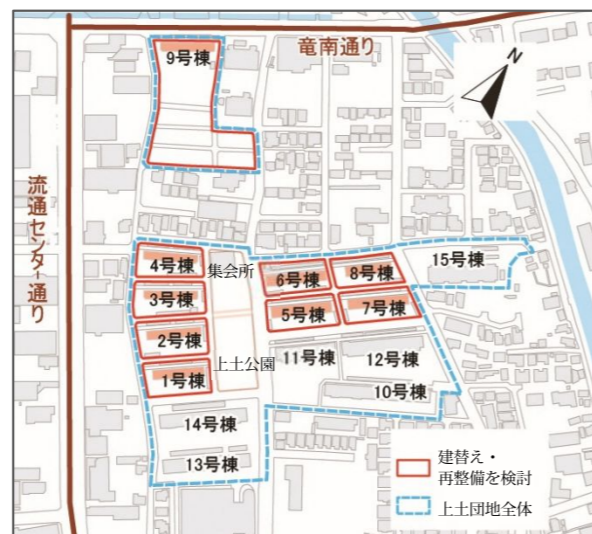 竜南通り
N
9号棟
流通センター通り
4号棟
集会所
6号棟
8号棟
15号棟
3号棟
5号棟
7号棟
2号棟
上土公園
11号棟
12号棟
1号棟
10号棟
14号棟
13号棟
建替え・
再整備を検討
上土団地全体